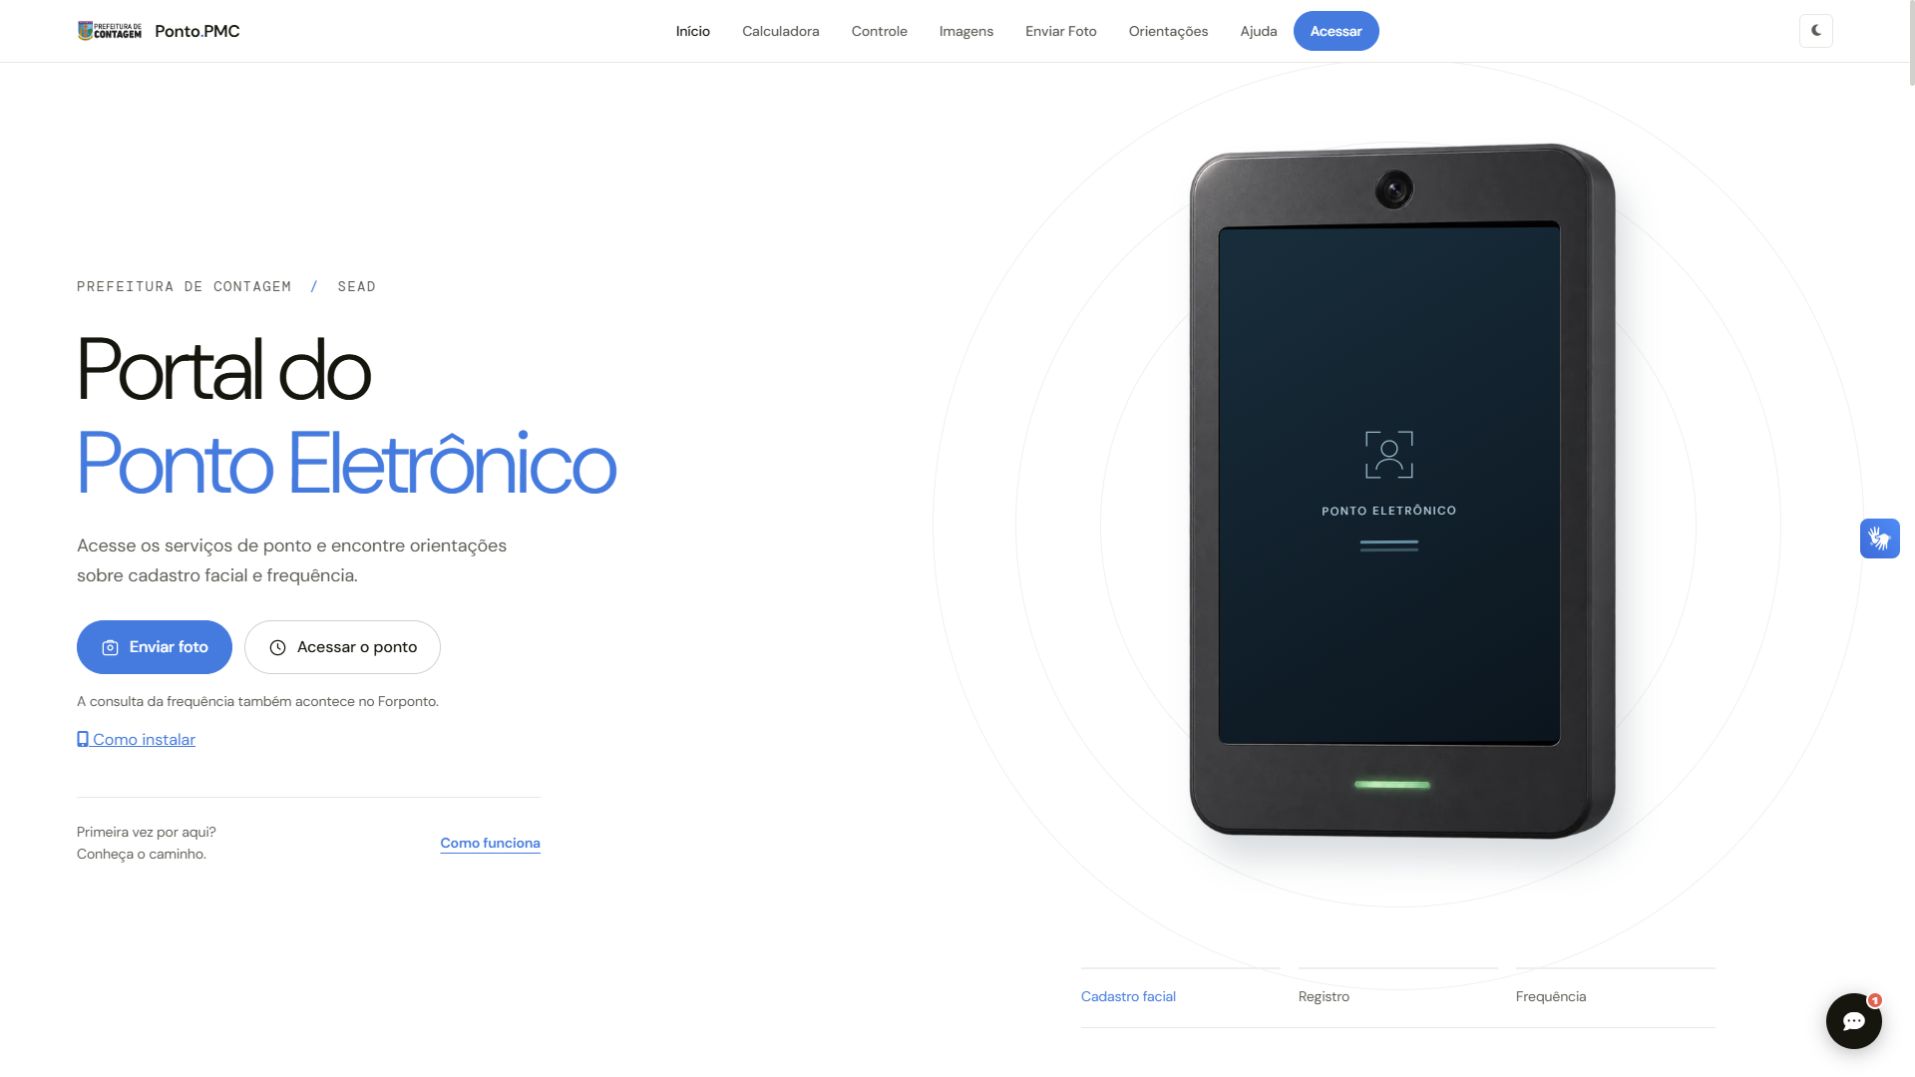 PREFEITURA DE
CONTAGEM
Ponto.PMC
Início
Calculadora
Controle
Imagens
Enviar Foto
Orientações
Ajuda
Acessar
PREFEITURA DE CONTAGEM / SEAD
Portal do
Ponto Eletrônico
Acesse os serviços de ponto e encontre orientações
sobre cadastro facial e frequência.
Enviar foto
Acessar o ponto
A consulta da frequência também acontece no Forponto.
Como instalar
Primeira vez por aqui?
Conheça o caminho.
Como funciona
PONTO ELETRÔNICO
Cadastro facial
Registro
Frequência
1